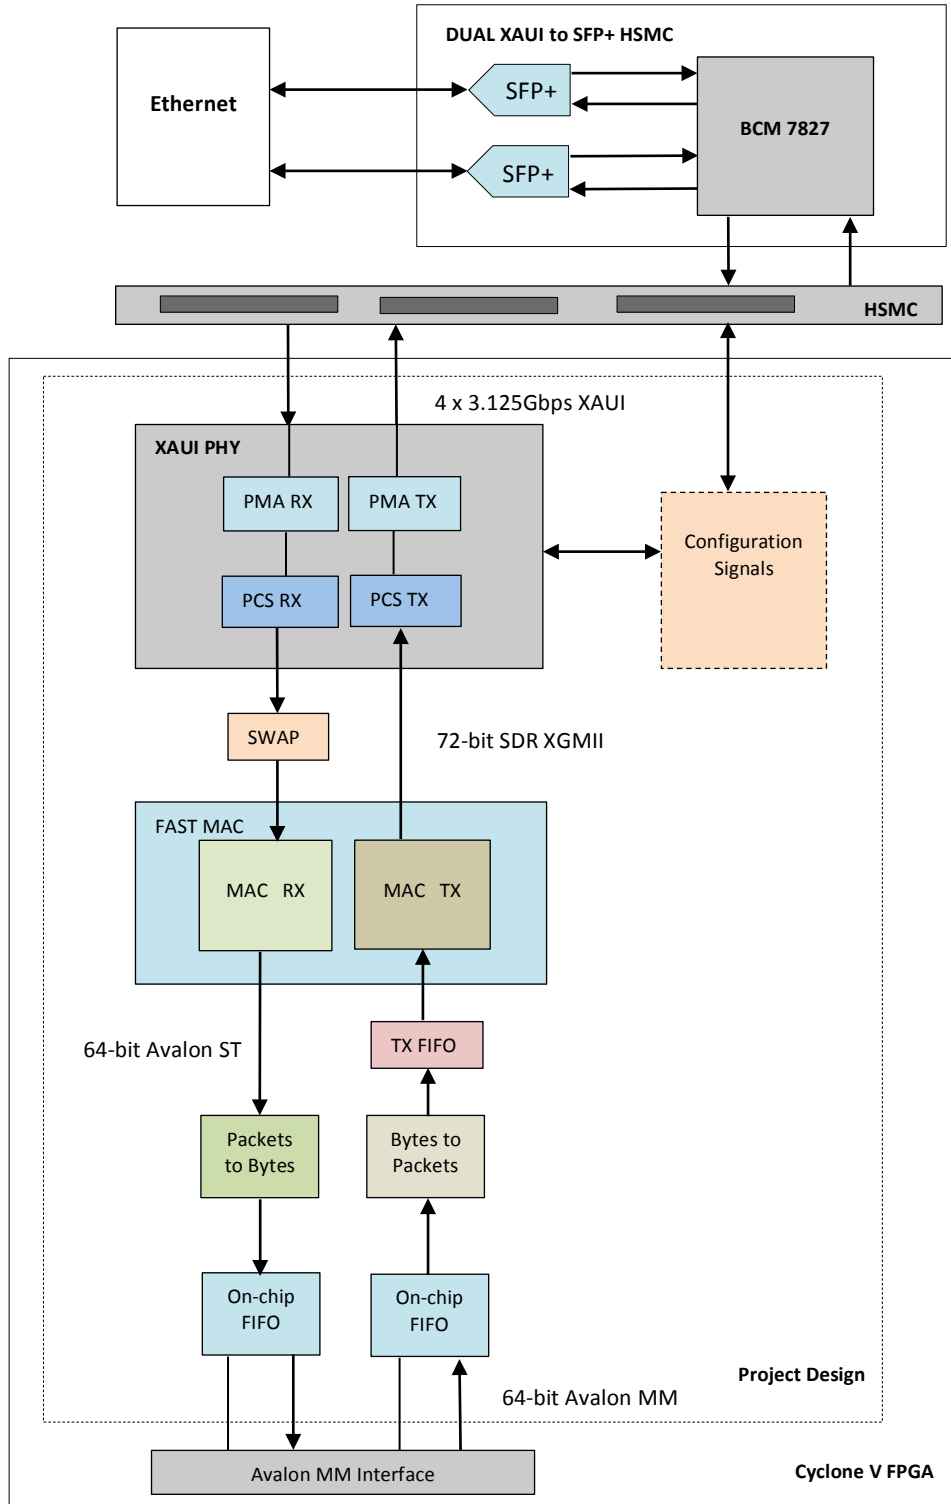 DUAL XAUI to SFP+ HSMC
Ethernet
SFP+
BCM 7827
SFP+
HSMC
4 x 3.125Gbps XAUI
XAUI PHY
PMA RX
PMA TX
Configuration
Signals
PCS RX
PCS TX
SWAP
72-bit SDR XGMII
FAST MAC
MAC RX
MAC TX
64-bit Avalon ST
TX FIFO
Packets
to Bytes
Bytes to
Packets
On-chip
FIFO
On-chip
FIFO
Project Design
64-bit Avalon MM
Avalon MM Interface
Cyclone V FPGA